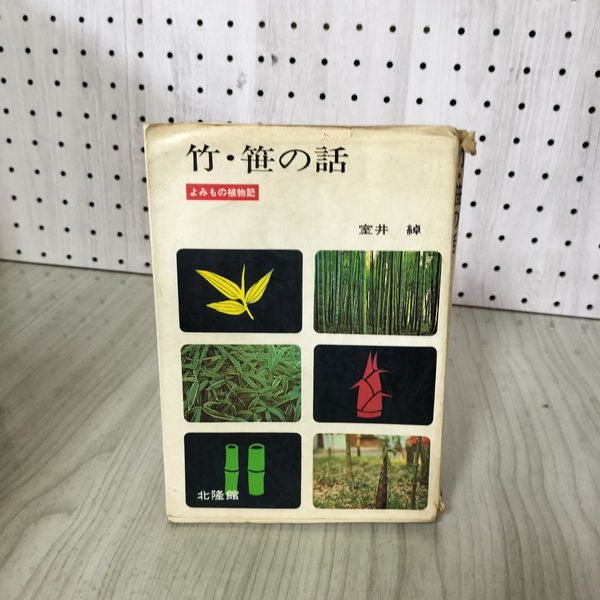 竹・笹の話
よみもの植物記
室井 綽
北隆館